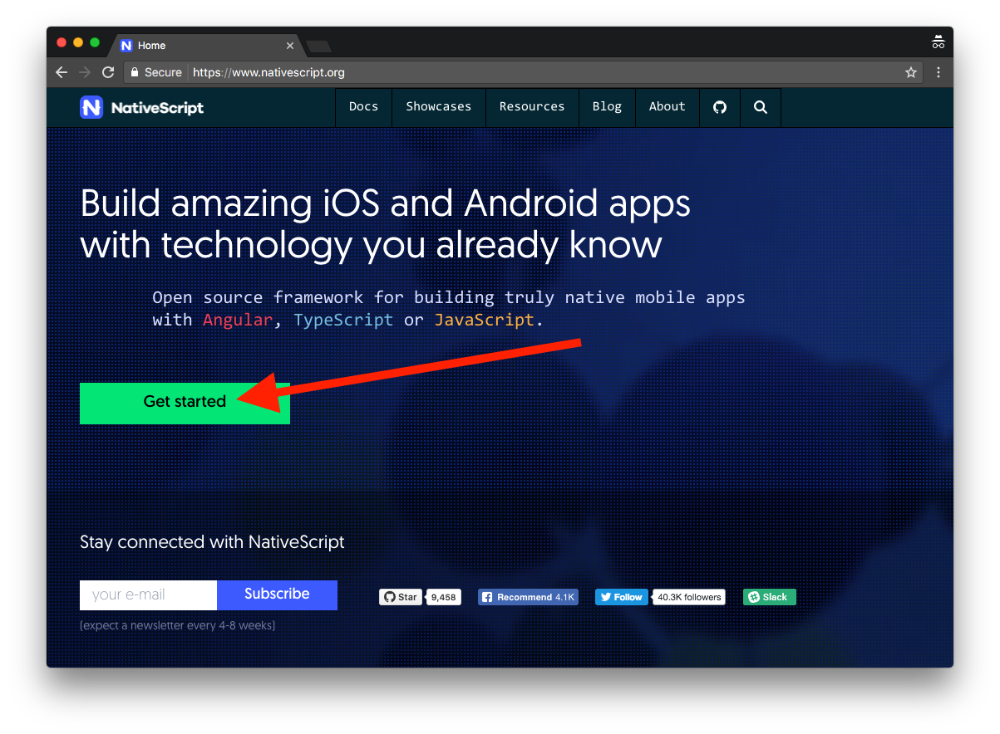 Home
Secure https://www.nativescript.org
NativeScript Docs Showcases Resources Blog About
Build amazing iOS and Android apps
with technology you already know
Open source framework for building truly native mobile apps
with Angular, TypeScript or JavaScript.
Get started
Stay connected with NativeScript
your e-mail Subscribe
Star 9,458 Recommend 4.1K Follow 40.3K followers Slack
(expect a newsletter every 4-8 weeks)